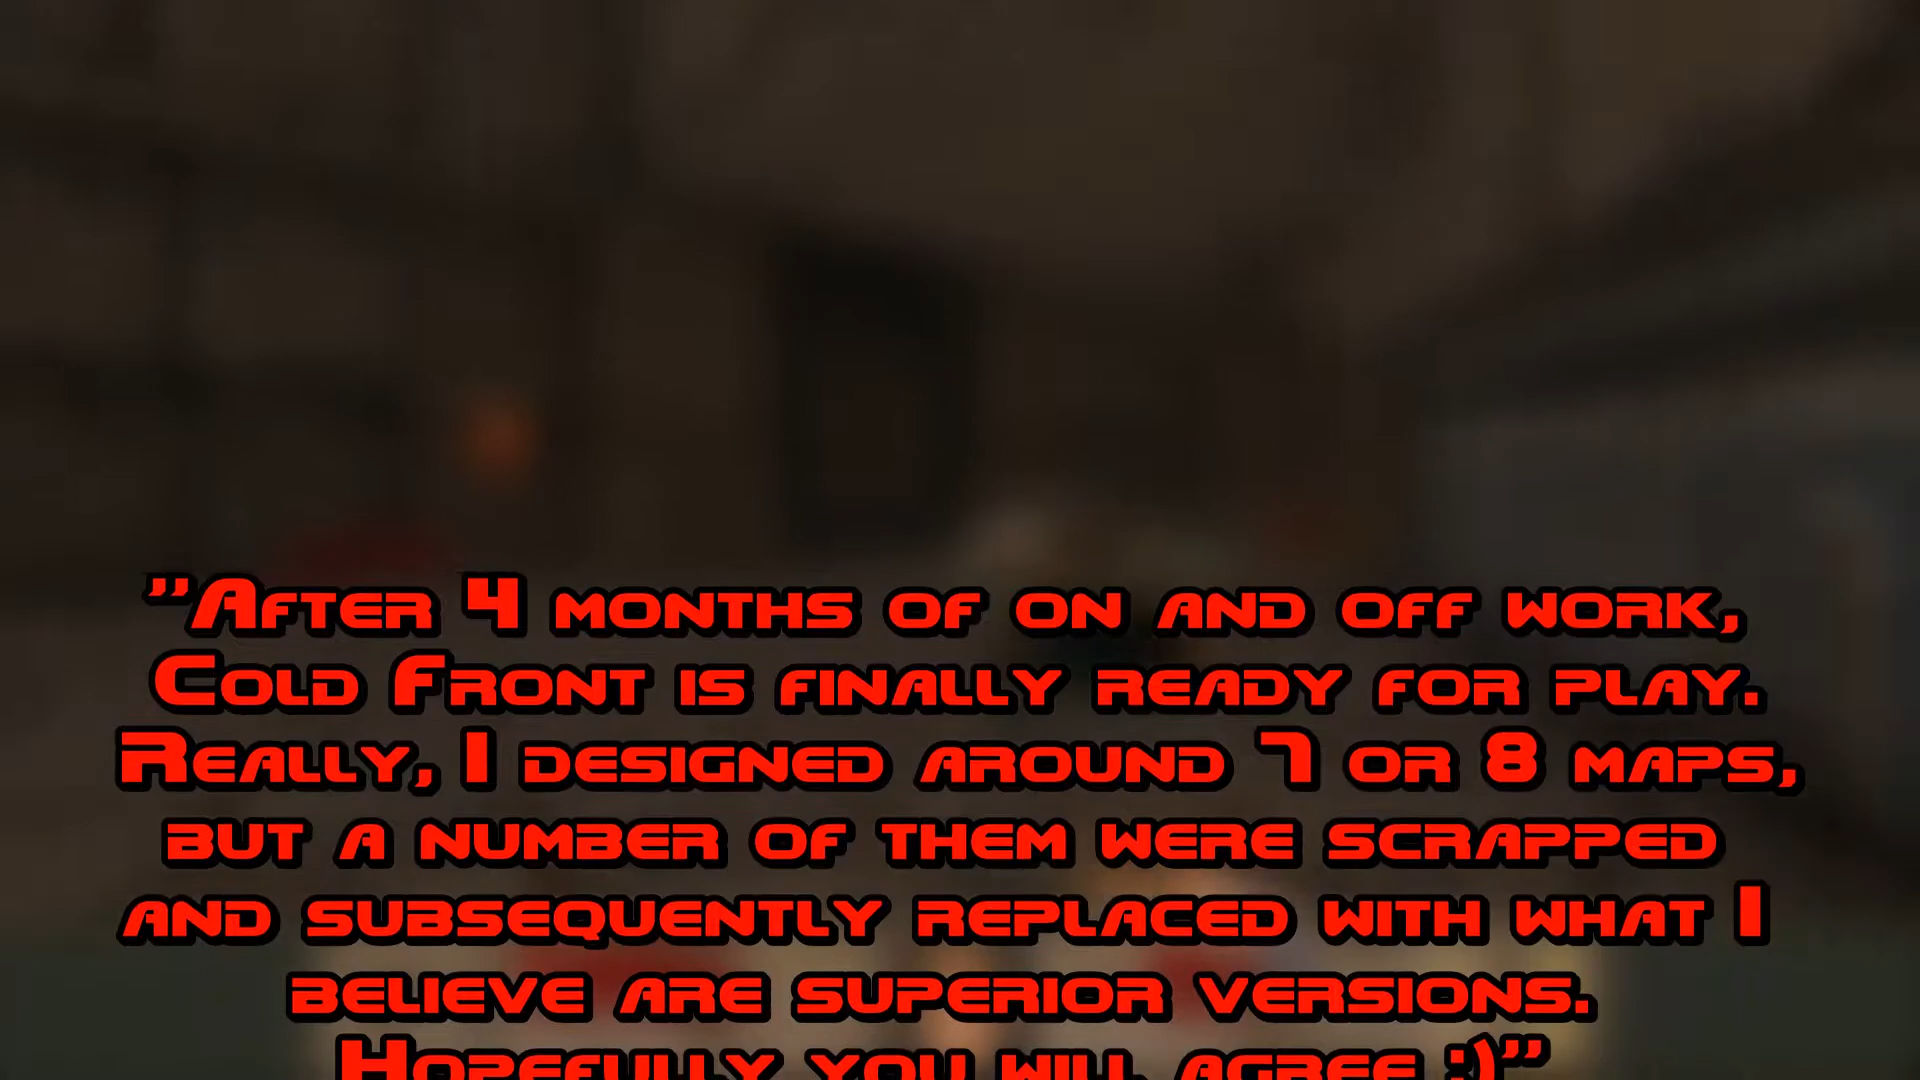 "After 4 months of on and off work,
Cold Front is finally ready for play.
Really, I designed around 7 or 8 maps,
but a number of them were scrapped
and subsequently replaced with what I
believe are superior versions.
Hopefully you will agree :)"